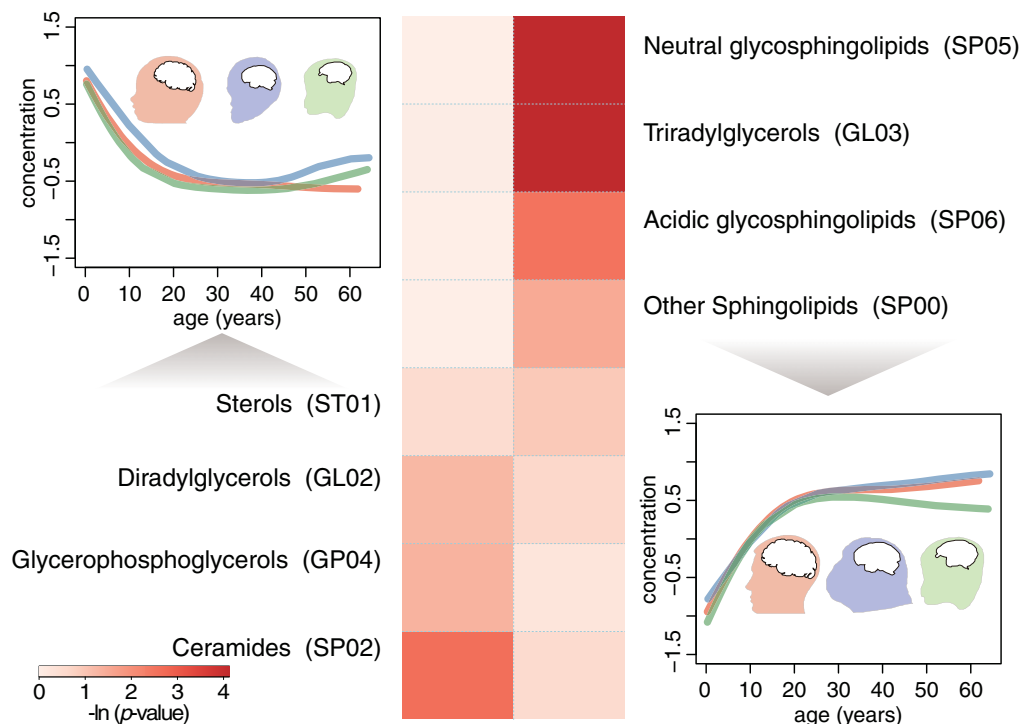 1.5
0.5
−0.5
−1.5
concentration
0 10 20 30 40 50 60
age (years)
Sterols (ST01)
Diradylglycerols (GL02)
Glycerophosphoglycerols (GP04)
Ceramides (SP02)
0 1 2 3 4
-ln (p-value)
Neutral glycosphingolipids (SP05)
Triradylglycerols (GL03)
Acidic glycosphingolipids (SP06)
Other Sphingolipids (SP00)
1.5
0.5
−0.5
−1.5
concentration
0 10 20 30 40 50 60
age (years)